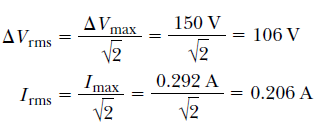 ΔV_rms = ΔV_max / √2 = 150 V / √2 = 106 V
I_rms = I_max / √2 = 0.292 A / √2 = 0.206 A